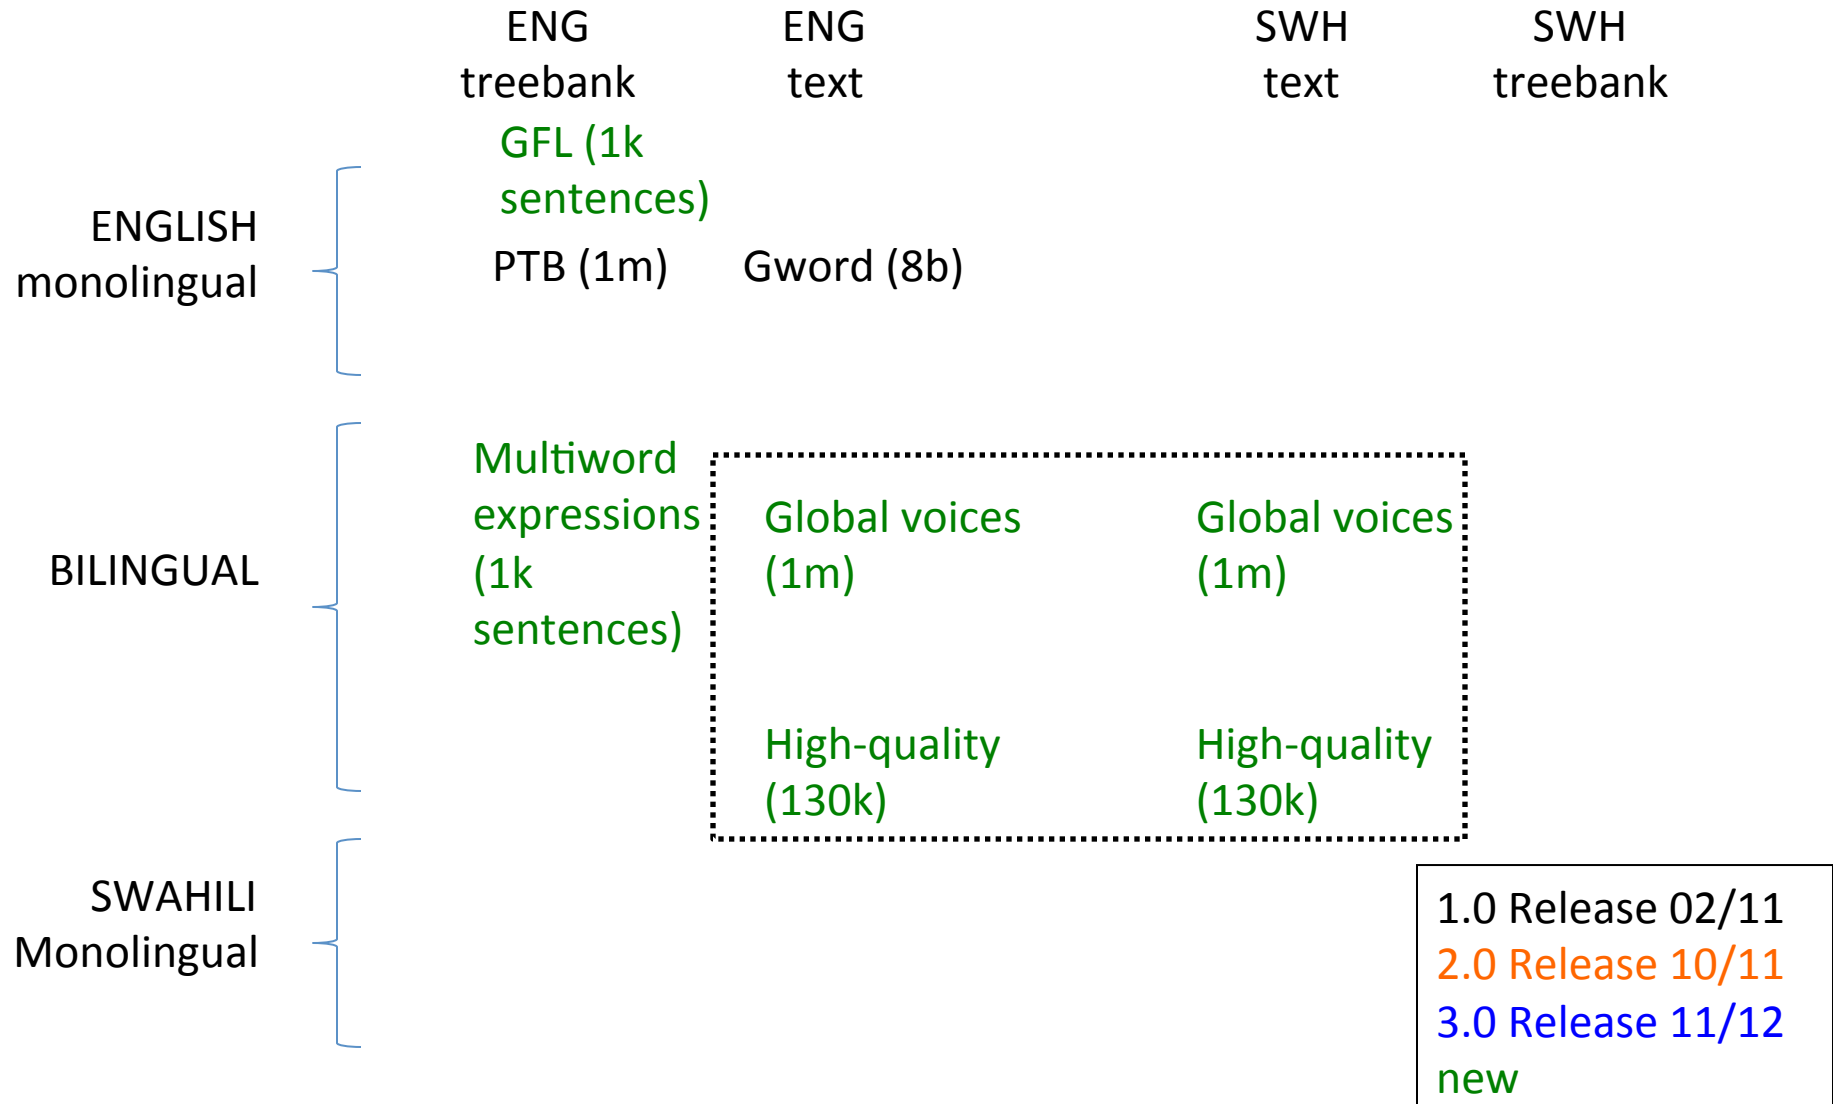 ENG
treebank
ENG
text
SWH
text
SWH
treebank
ENGLISH
monolingual
GFL (1k
sentences)
PTB (1m)
Gword (8b)
BILINGUAL
Multiword
expressions
(1k
sentences)
Global voices
(1m)
Global voices
(1m)
High-quality
(130k)
High-quality
(130k)
SWAHILI
Monolingual
1.0 Release 02/11
2.0 Release 10/11
3.0 Release 11/12
new